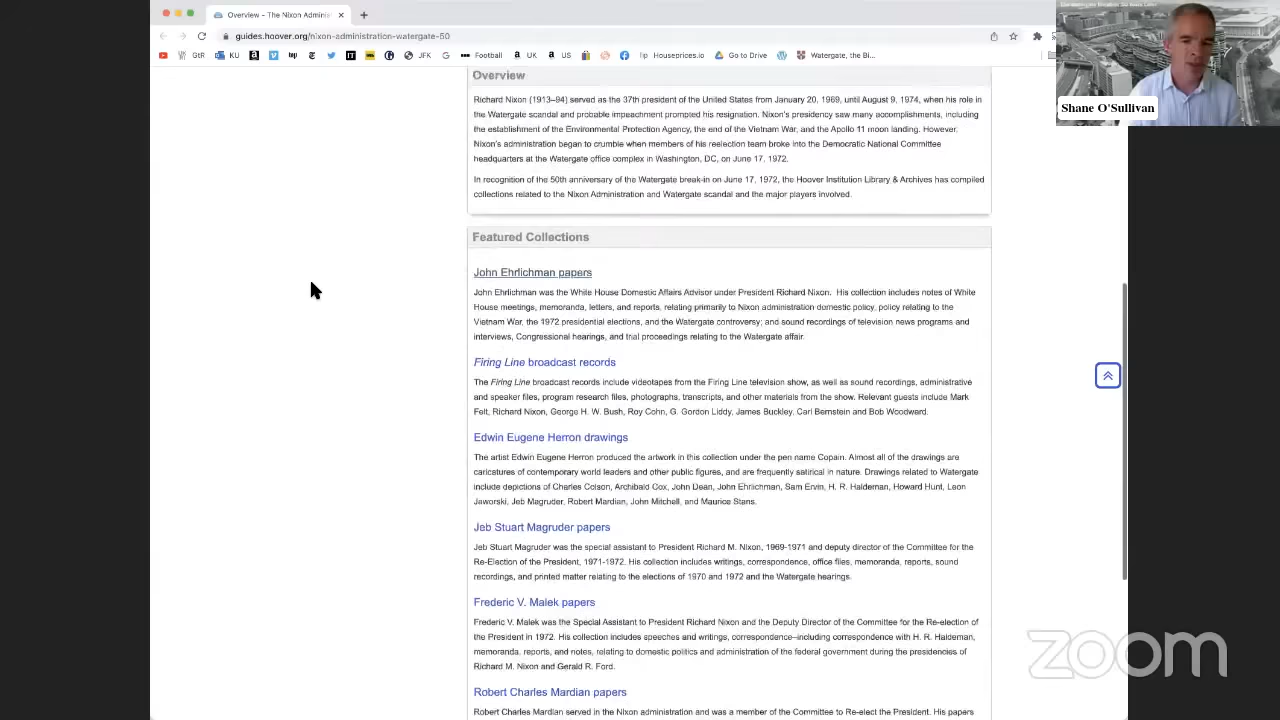 Overview – The Nixon Adminis
guides.hoover.org/nixon-administration-watergate-50
GtR KU JFK Football UK US Houseprices.io Go to Drive Watergate, the Bi...
Shane O'Sullivan
Overview
Richard Nixon (1913–94) served as the 37th president of the United States from January 20, 1969, until August 9, 1974, when his role in
the Watergate scandal and probable impeachment prompted his resignation. Nixon's presidency saw many accomplishments, including
the establishment of the Environmental Protection Agency, the end of the Vietnam War, and the Apollo 11 moon landing. However,
Nixon's administration began to crumble when members of his reelection team broke into the Democratic National Committee
headquarters at the Watergate office complex in Washington, DC, on June 17, 1972.
In recognition of the 50th anniversary of the Watergate break-in on June 17, 1972, the Hoover Institution Library & Archives has compiled
collections related to the Nixon Administration and Watergate scandal and the major players involved.
Featured Collections
John Ehrlichman papers
John Ehrlichman was the White House Domestic Affairs Advisor under President Richard Nixon. His collection includes notes of White
House meetings, memoranda, letters, and reports, relating primarily to Nixon administration domestic policy, policy relating to the
Vietnam War, the 1972 presidential elections, and the Watergate controversy; and sound recordings of television news programs and
interviews, Congressional hearings, and trial proceedings relating to the Watergate affair.
Firing Line broadcast records
The Firing Line broadcast records include videotapes from the Firing Line television show, as well as sound recordings, administrative
and speaker files, program research files, photographs, transcripts, and other materials from the show. Relevant guests include Mark
Felt, Richard Nixon, George H. W. Bush, Roy Cohn, G. Gordon Liddy, James Buckley, Carl Bernstein and Bob Woodward.
Edwin Eugene Herron drawings
The artist Edwin Eugene Herron produced the artwork in this collection under the pen name Copain. Almost all of the drawings are
caricatures of contemporary world leaders and other public figures, and are frequently satirical in nature. Drawings related to Watergate
include depictions of Charles Colson, Archibald Cox, John Dean, John Ehrlichman, Sam Ervin, H. R. Haldeman, Howard Hunt, Leon
Jaworski, Jeb Magruder, Robert Mardian, John Mitchell, and Maurice Stans.
Jeb Stuart Magruder papers
Jeb Stuart Magruder was the special assistant to President Richard M. Nixon, 1969-1971 and deputy director of the Committee for the
Re-Election of the President, 1971-1972. His collection includes writings, correspondence, office files, memoranda, reports, sound
recordings, and printed matter relating to the elections of 1970 and 1972 and the Watergate hearings.
Frederic V. Malek papers
Frederic V. Malek was the Special Assistant to President Richard Nixon and the Deputy Director of the Committee for the Re-election of
the President in 1972. His collection includes speeches and writings, correspondence–including correspondence with H. R. Haldeman,
memoranda, reports, and notes, relating to domestic politics and administration of the federal government during the presidencies of
Richard M. Nixon and Gerald R. Ford.
zoom
Robert Charles Mardian papers
Robert Charles Mardian served in the Nixon administration and was a member of the Committee to Re-elect the President. His papers